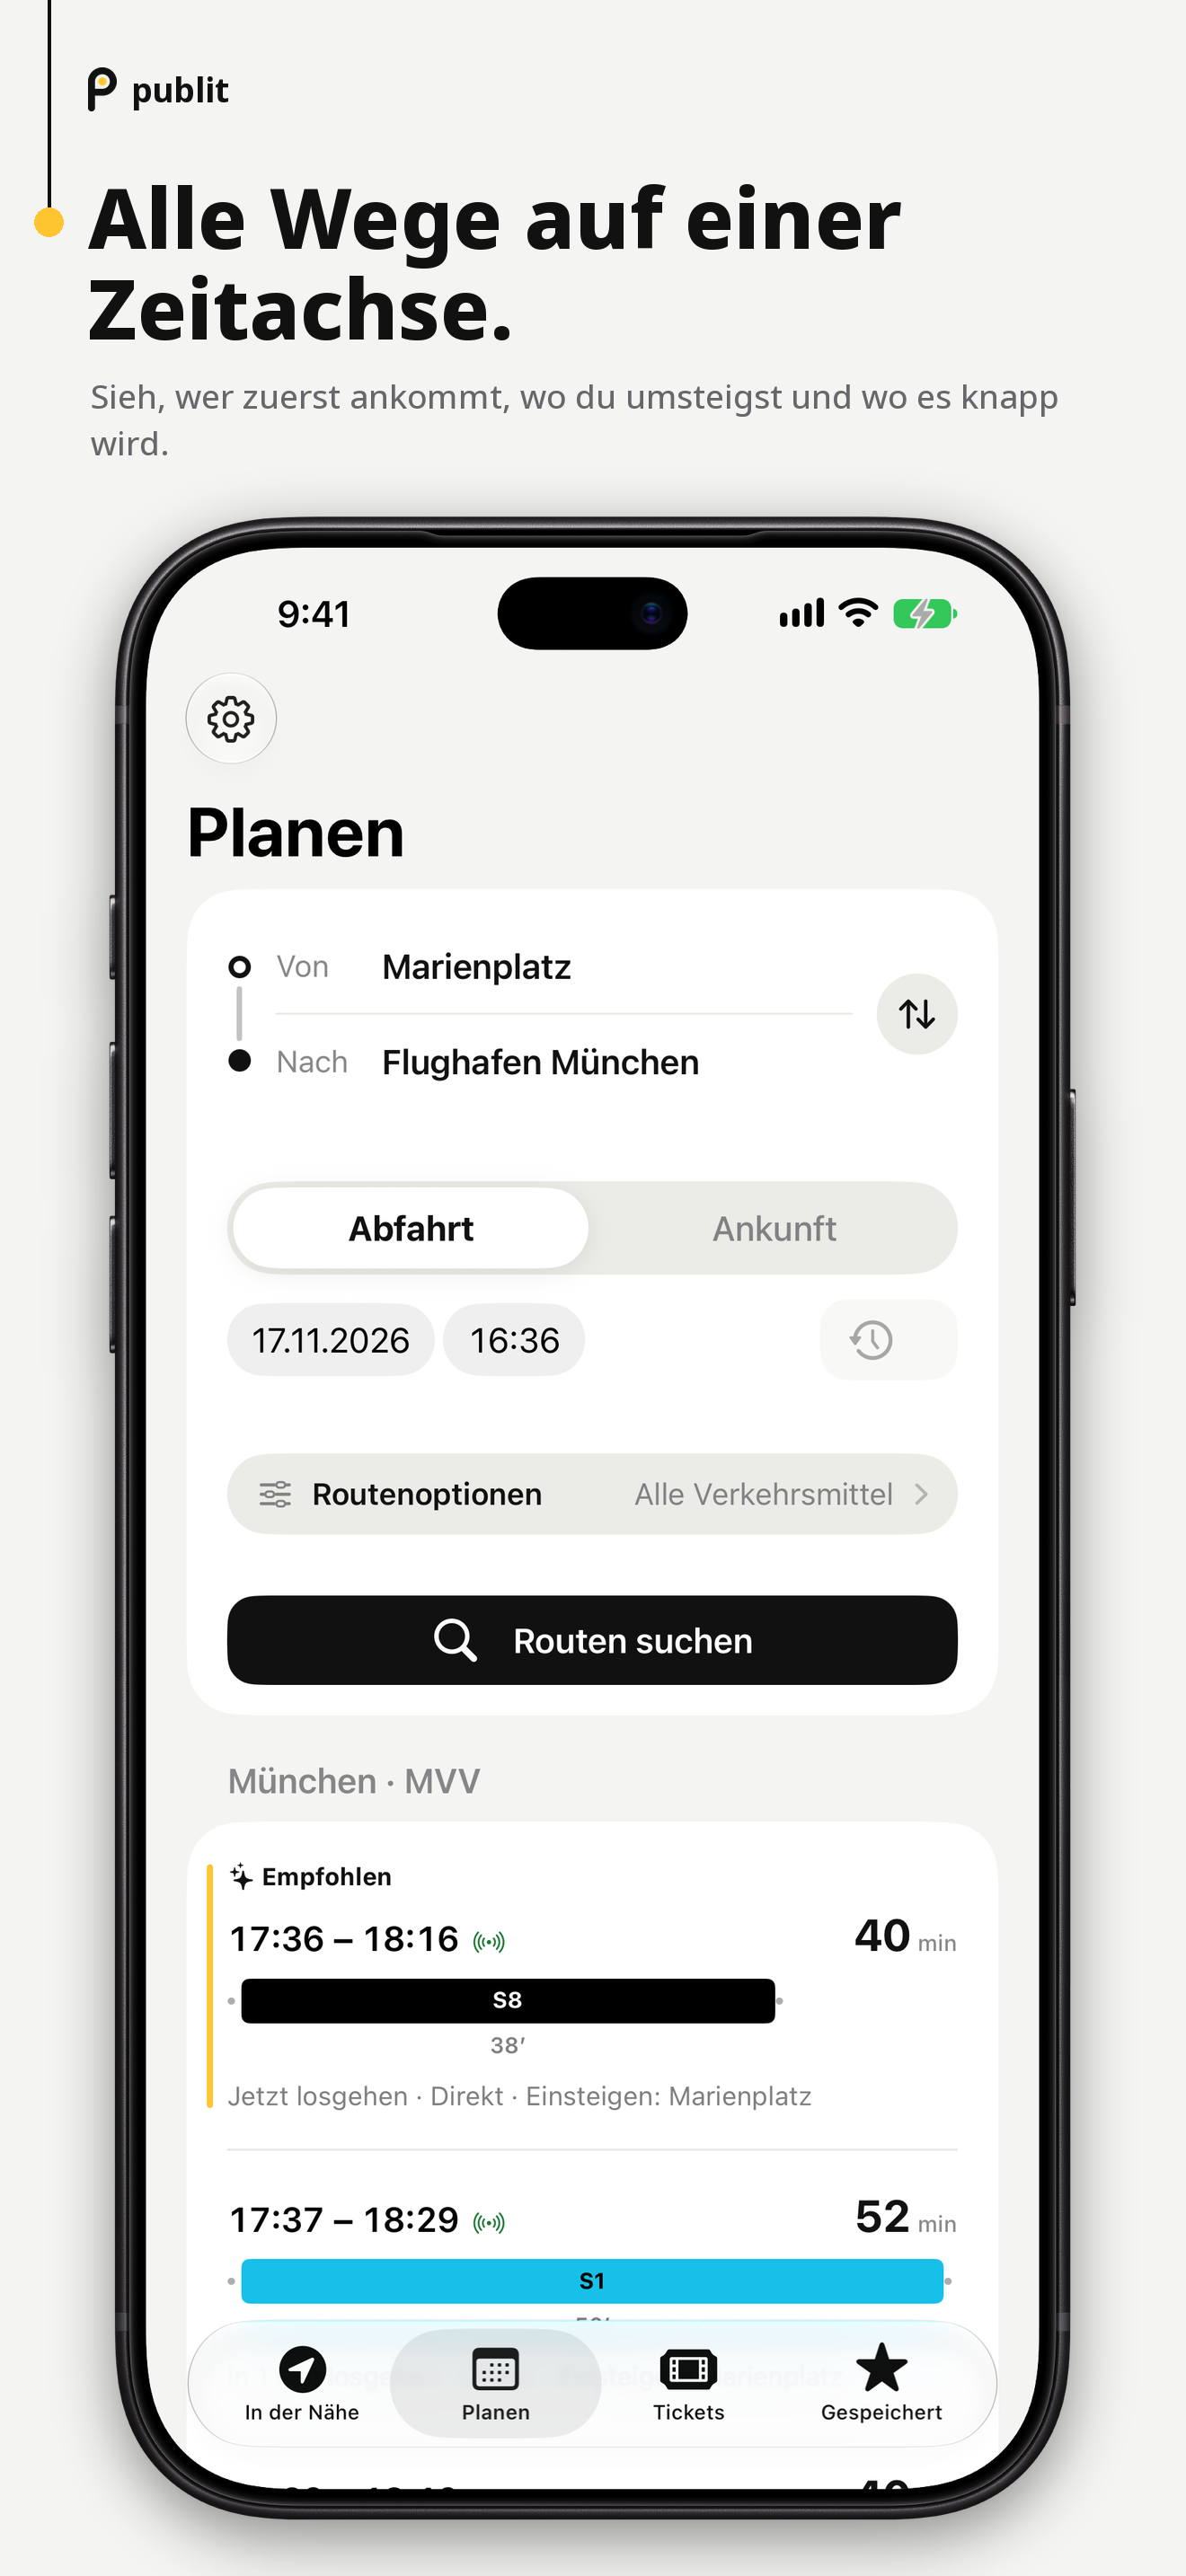 publit
Alle Wege auf einer
Zeitachse.
Sieh, wer zuerst ankommt, wo du umsteigst und wo es knapp
wird.
9:41
Planen
Von Marienplatz
Nach Flughafen München
Abfahrt Ankunft
17.11.2026 16:36
Routenoptionen Alle Verkehrsmittel
Routen suchen
München · MVV
Empfohlen
17:36 – 18:16 40 min
S8
38’
Jetzt losgehen · Direkt · Einsteigen: Marienplatz
17:37 – 18:29 52 min
S1
In der Nähe Planen Tickets Gespeichert